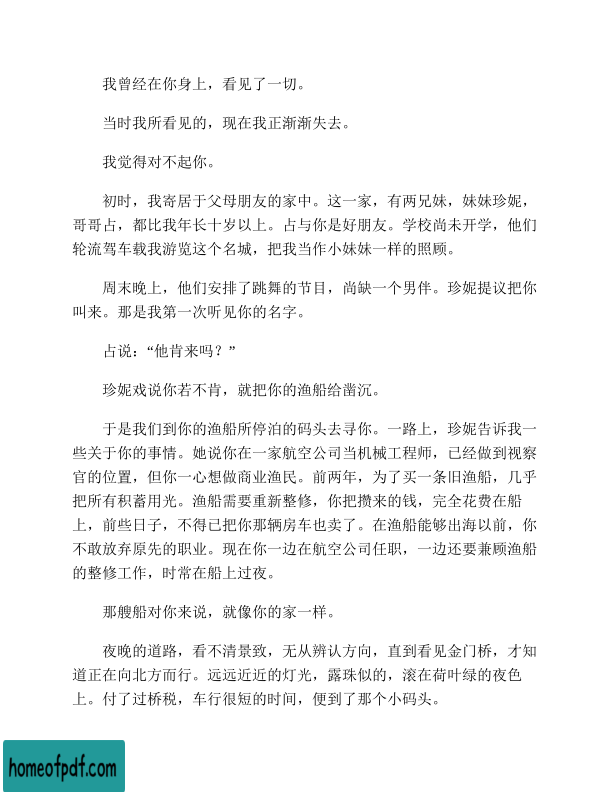 我曾经在你身上，看见了一切。
当时我所看见的，现在我正渐渐失去。
我觉得对不起你。
初时，我寄居于父母朋友的家中。这一家，有两兄妹，妹妹珍妮，
哥哥占，都比我年长十岁以上。占与你是好朋友。学校尚未开学，他们
轮流驾车载我游览这个名城，把我当作小妹妹一样的照顾。
周末晚上，他们安排了跳舞的节目，尚缺一个男伴。珍妮提议把你
叫来。那是我第一次听见你的名字。
占说：“他肯来吗？”
珍妮戏说你若不肯，就把你的渔船给凿沉。
于是我们到你的渔船所停泊的码头去寻你。一路上，珍妮告诉我一
些关于你的事情。她说你在一家航空公司当机械工程师，已经做到视察
官的位置，但你一心想做商业渔民。前两年，为了买一条旧渔船，几乎
把所有积蓄用光。渔船需要重新整修，你把攒来的钱，完全花费在船
上，前些日子，不得已把你那辆房车也卖了。在渔船能够出海以前，你
不敢放弃原先的职业。现在你一边在航空公司任职，一边还要兼顾渔船
的整修工作，时常在船上过夜。
那艘船对你来说，就像你的家一样。
夜晚的道路，看不清景致，无从辨认方向，直到看见金门桥，才知
道正在向北方而行。远远近近的灯光，露珠似的，滚在荷叶绿的夜色
上。付了过桥税，车行很短的时间，便到了那个小码头。
homeofpdf.com